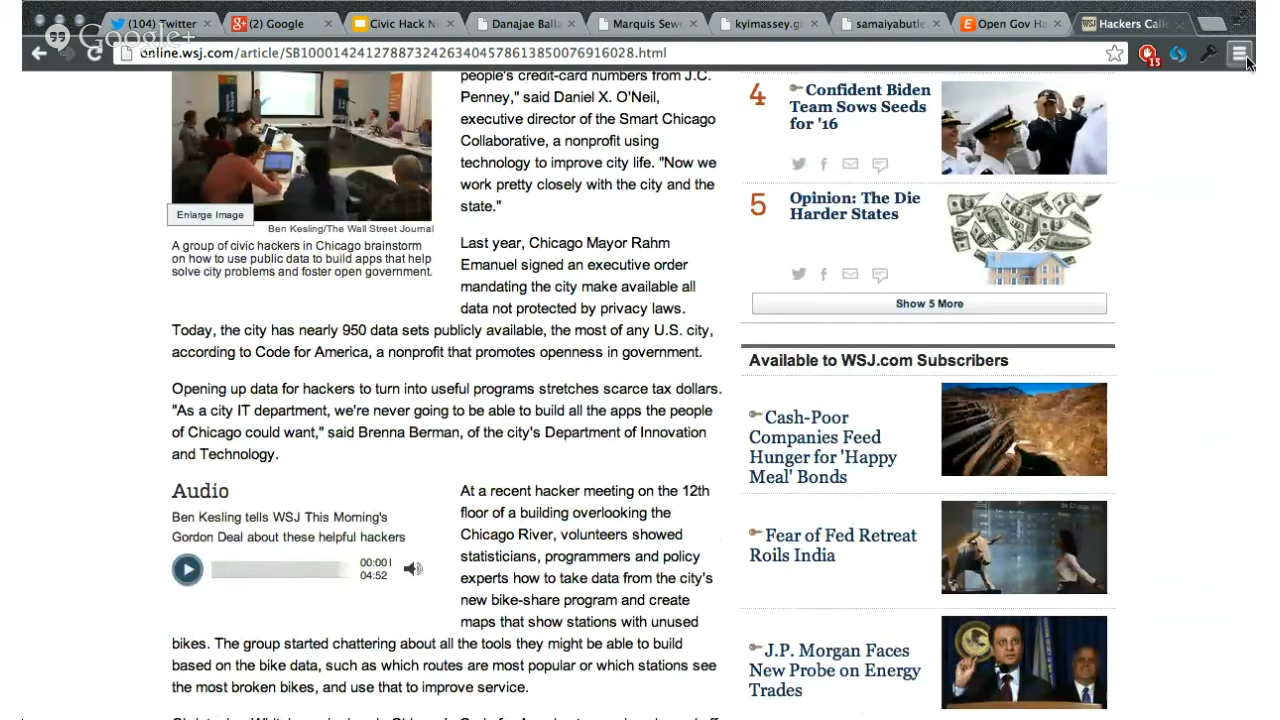 (104) Twitter
(2) Google
Civic Hack Ni
Danajae Balla
Marquis Sewe
kyimassey.gi
samaiyabutle
Open Gov Ha
Hackers Calle
Google+
online.wsj.com/article/SB10001424127887324263404578613850076916028.html
15
people's credit-card numbers from J.C.
Penney," said Daniel X. O'Neil,
executive director of the Smart Chicago
Collaborative, a nonprofit using
technology to improve city life. "Now we
work pretty closely with the city and the
state."
Enlarge Image
Ben Kesling/The Wall Street Journal
A group of civic hackers in Chicago brainstorm
on how to use public data to build apps that help
solve city problems and foster open government.
Last year, Chicago Mayor Rahm
Emanuel signed an executive order
mandating the city make available all
data not protected by privacy laws.
Today, the city has nearly 950 data sets publicly available, the most of any U.S. city,
according to Code for America, a nonprofit that promotes openness in government.
Opening up data for hackers to turn into useful programs stretches scarce tax dollars.
"As a city IT department, we're never going to be able to build all the apps the people
of Chicago could want," said Brenna Berman, of the city's Department of Innovation
and Technology.
Audio
Ben Kesling tells WSJ This Morning's
Gordon Deal about these helpful hackers
00:00 |
04:52
At a recent hacker meeting on the 12th
floor of a building overlooking the
Chicago River, volunteers showed
statisticians, programmers and policy
experts how to take data from the city's
new bike-share program and create
maps that show stations with unused
bikes. The group started chattering about all the tools they might be able to build
based on the bike data, such as which routes are most popular or which stations see
the most broken bikes, and use that to improve service.
4
Confident Biden
Team Sows Seeds
for '16
5
Opinion: The Die
Harder States
Show 5 More
Available to WSJ.com Subscribers
Cash-Poor
Companies Feed
Hunger for 'Happy
Meal' Bonds
Fear of Fed Retreat
Roils India
J.P. Morgan Faces
New Probe on Energy
Trades